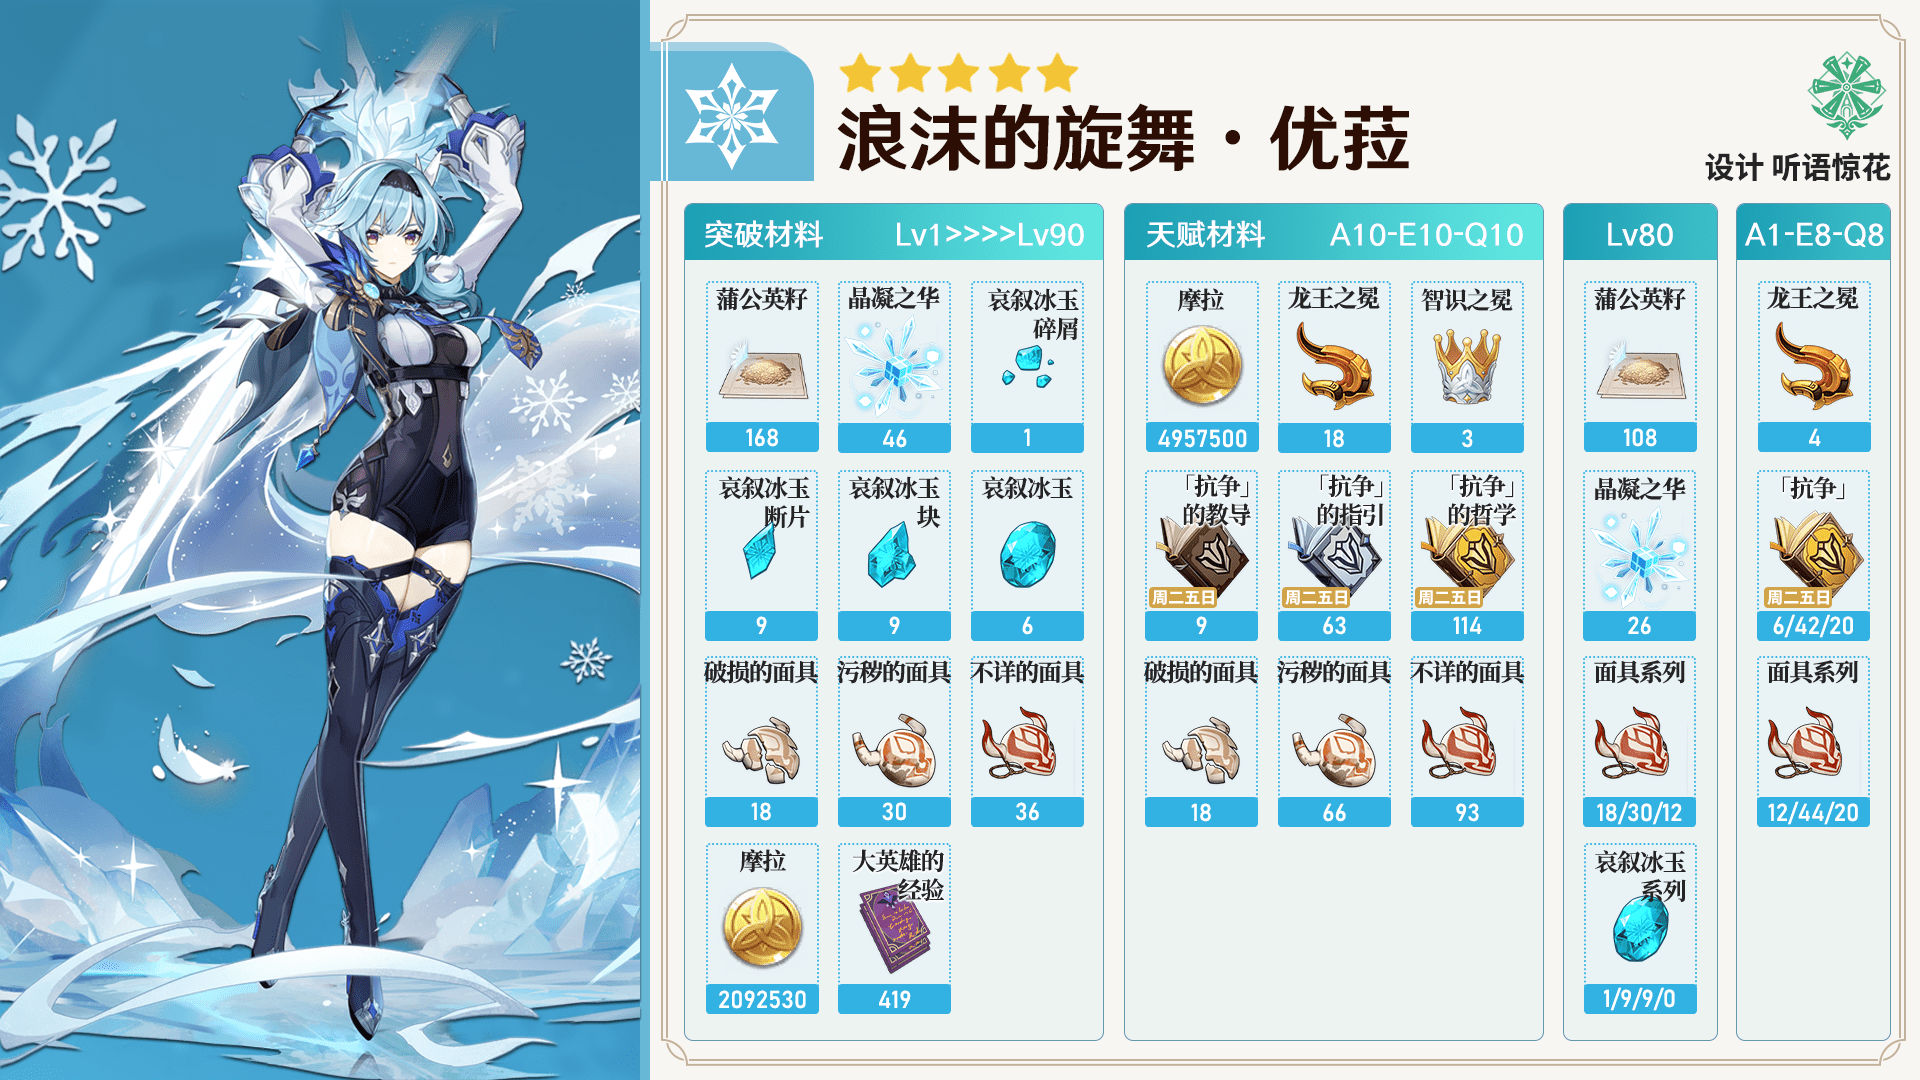 浪沫的旋舞·优菈
设计 听语惊花
突破材料 Lv1>>>>Lv90
蒲公英籽
168
晶凝之华
46
哀叙冰玉
碎屑
1
哀叙冰玉
断片
9
哀叙冰玉
块
9
哀叙冰玉
6
破损的面具
18
污秽的面具
30
不详的面具
36
摩拉
2092530
大英雄的
经验
419
天赋材料 A10-E10-Q10
摩拉
4957500
龙王之冕
18
智识之冕
3
「抗争」
的教导
周二五日
9
「抗争」
的指引
周二五日
63
「抗争」
的哲学
周二五日
114
破损的面具
18
污秽的面具
66
不详的面具
93
Lv80
蒲公英籽
108
晶凝之华
26
面具系列
18/30/12
哀叙冰玉
系列
1/9/9/0
A1-E8-Q8
龙王之冕
4
「抗争」
周二五日
6/42/20
面具系列
12/44/20